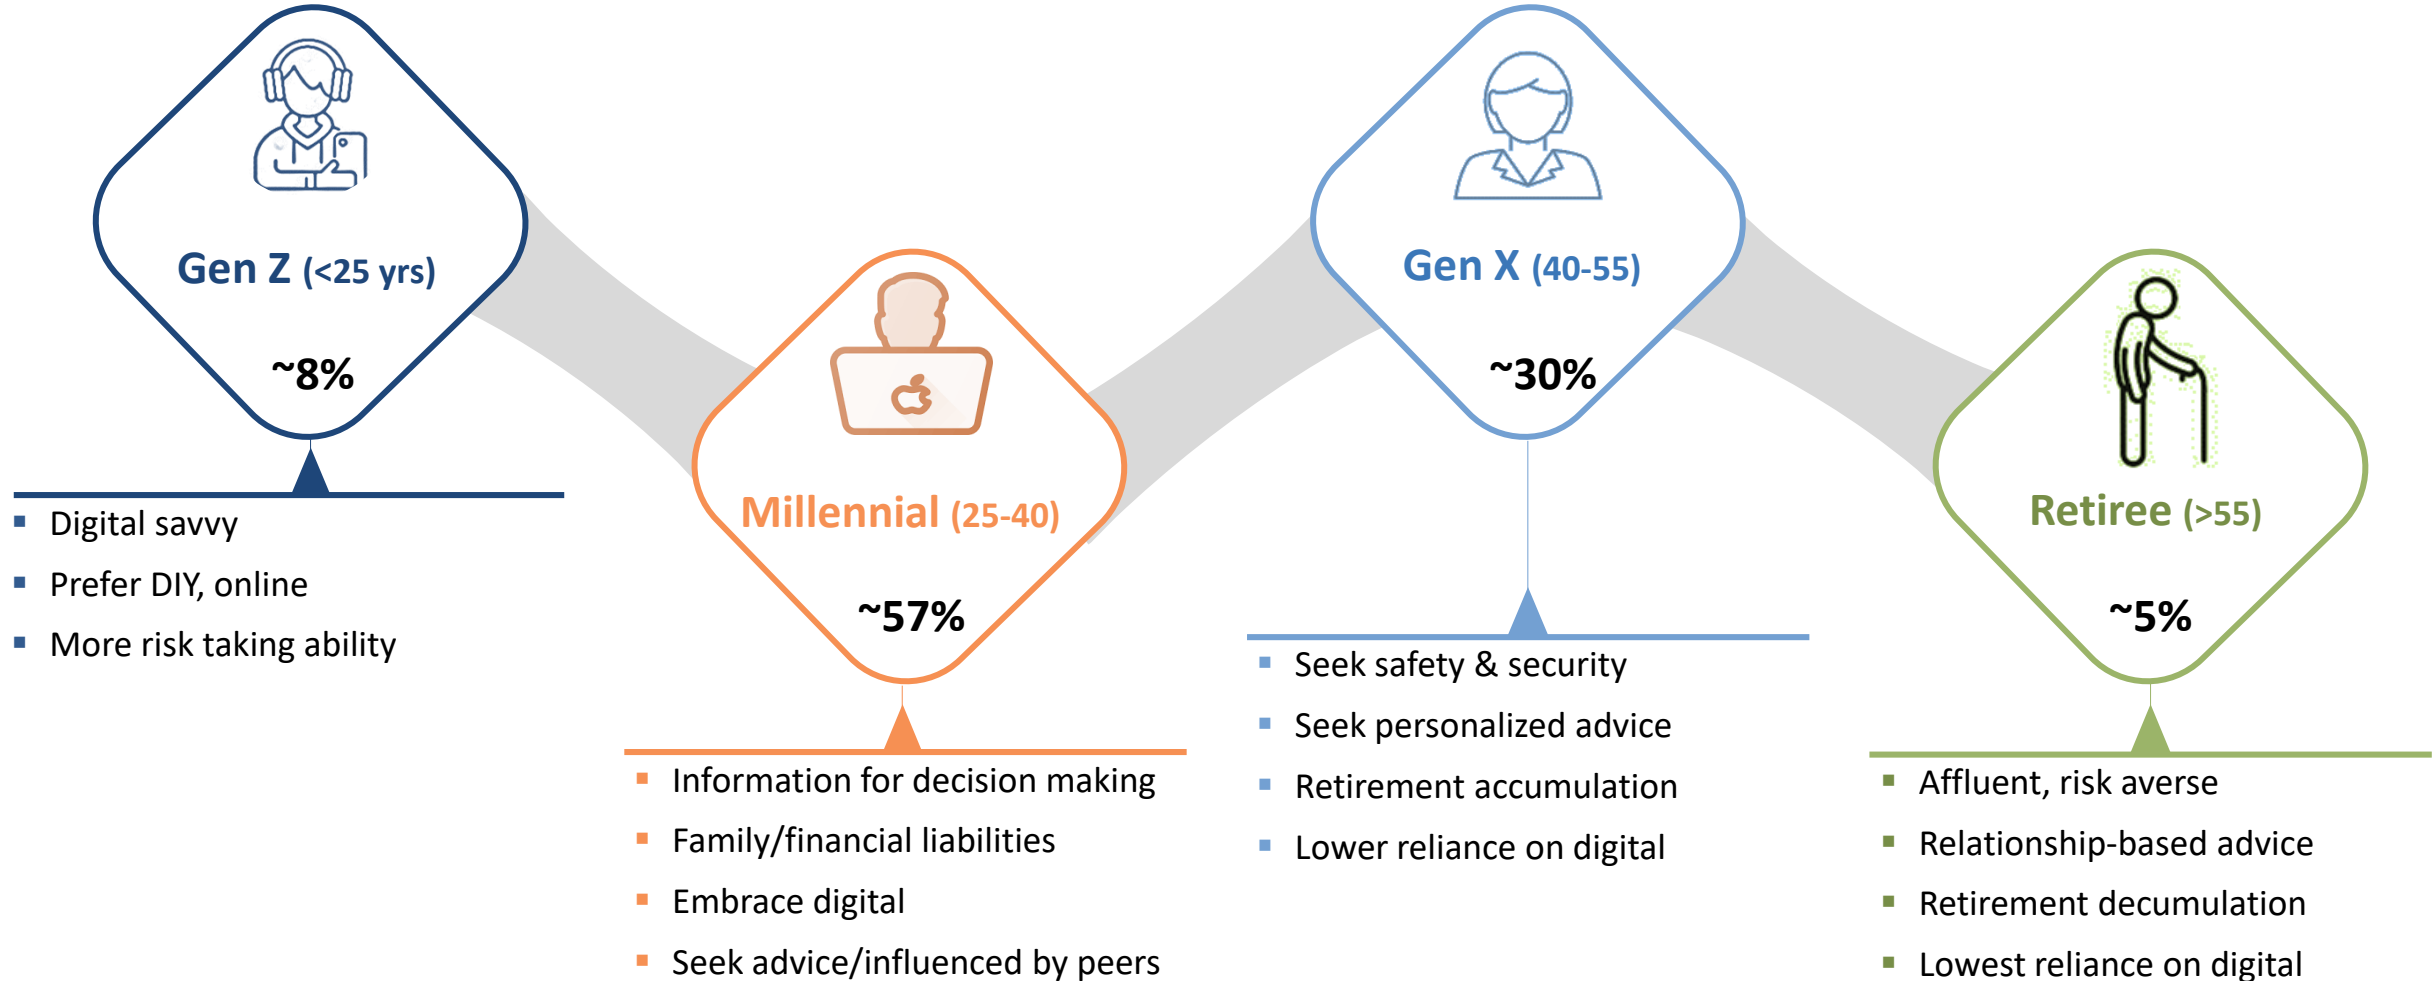 Gen Z (<25 yrs)
~8%
▪ Digital savvy
▪ Prefer DIY, online
▪ More risk taking ability
Millennial (25-40)
~57%
▪ Information for decision making
▪ Family/financial liabilities
▪ Embrace digital
▪ Seek advice/influenced by peers
Gen X (40-55)
~30%
▪ Seek safety & security
▪ Seek personalized advice
▪ Retirement accumulation
▪ Lower reliance on digital
Retiree (>55)
~5%
▪ Affluent, risk averse
▪ Relationship-based advice
▪ Retirement decumulation
▪ Lowest reliance on digital